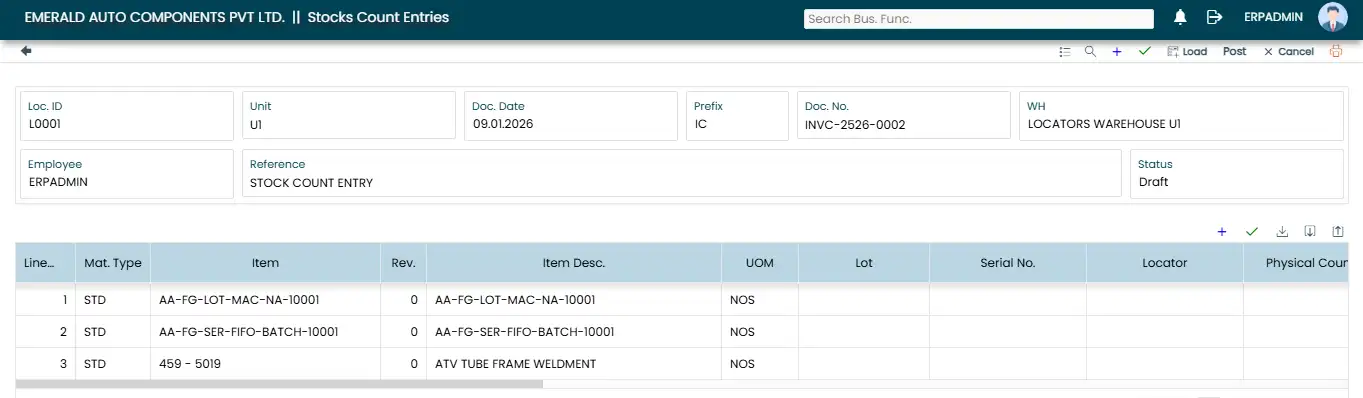 EMERALD AUTO COMPONENTS PVT LTD. || Stocks Count Entries Search Bus. Func. ERPADMIN
Load Post Cancel
Loc. ID Unit Doc. Date Prefix Doc. No. WH
L0001 U1 09.01.2026 IC INVC-2526-0002 LOCATORS WAREHOUSE U1
Employee Reference Status
ERPADMIN STOCK COUNT ENTRY Draft
Line... Mat. Type Item Rev. Item Desc. UOM Lot Serial No. Locator Physical Coun
1 STD AA-FG-LOT-MAC-NA-10001 0 AA-FG-LOT-MAC-NA-10001 NOS
2 STD AA-FG-SER-FIFO-BATCH-10001 0 AA-FG-SER-FIFO-BATCH-10001 NOS
3 STD 459 - 5019 0 ATV TUBE FRAME WELDMENT NOS